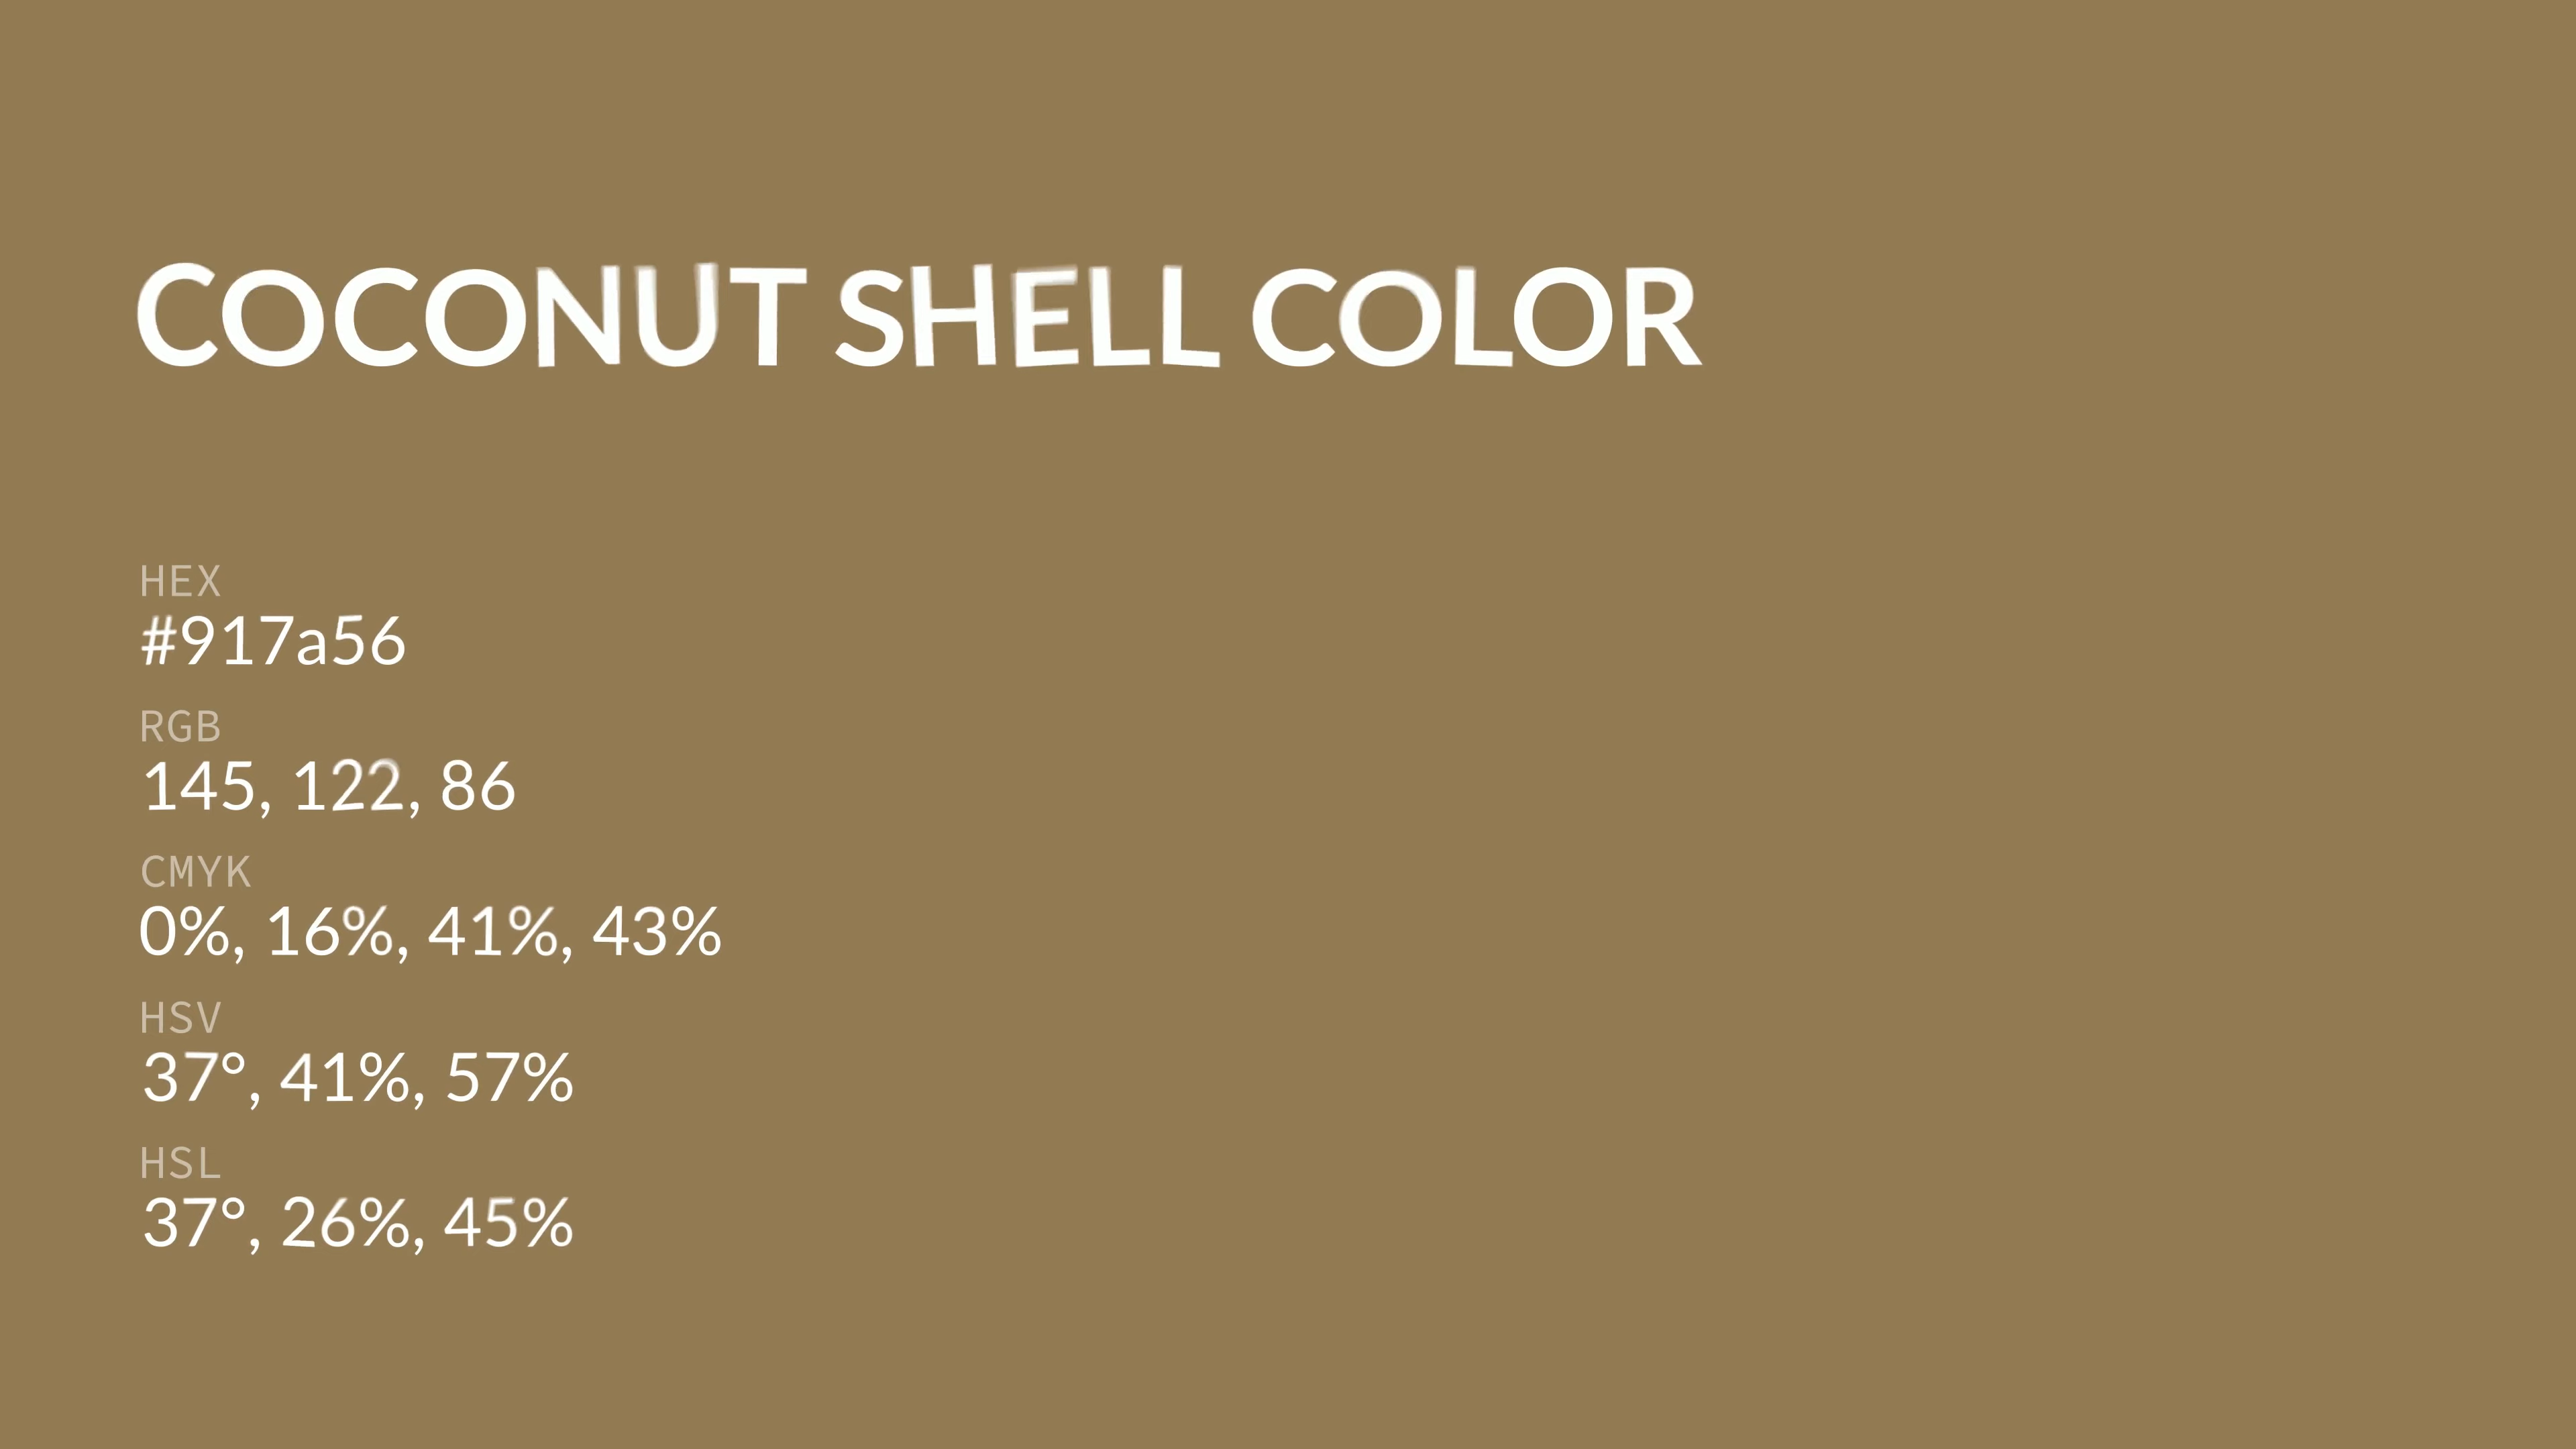 COCONUT SHELL COLOR
HEX
#917a56
RGB
145, 122, 86
CMYK
0%, 16%, 41%, 43%
HSV
37°, 41%, 57%
HSL
37°, 26%, 45%